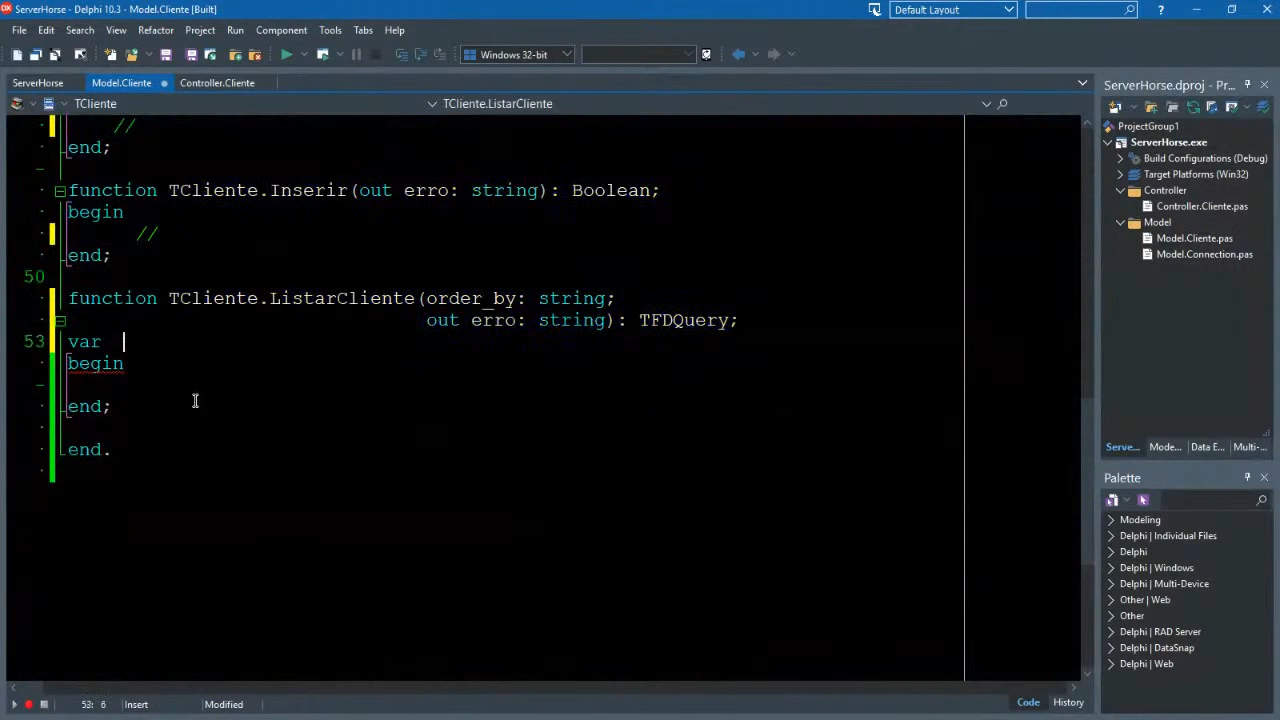 ServerHorse - Delphi 10.3 - Model.Cliente [Built]
Default Layout
?
File Edit Search View Refactor Project Run Component Tools Tabs Help
Windows 32-bit
ServerHorse Model.Cliente Controller.Cliente
TCliente TCliente.ListarCliente
//
end;
function TCliente.Inserir(out erro: string): Boolean;
begin
//
end;
50
function TCliente.ListarCliente(order_by: string;
out erro: string): TFDQuery;
53 var
begin
end;
end.
53: 6 Insert Modified Code History
ServerHorse.dproj - Pr...
ProjectGroup1
ServerHorse.exe
Build Configurations (Debug)
Target Platforms (Win32)
Controller
Controller.Cliente.pas
Model
Model.Cliente.pas
Model.Connection.pas
Serve... Mode... Data E... Multi-...
Palette
Modeling
Delphi | Individual Files
Delphi
Delphi | Windows
Delphi | Multi-Device
Other | Web
Other
Delphi | RAD Server
Delphi | DataSnap
Delphi | Web